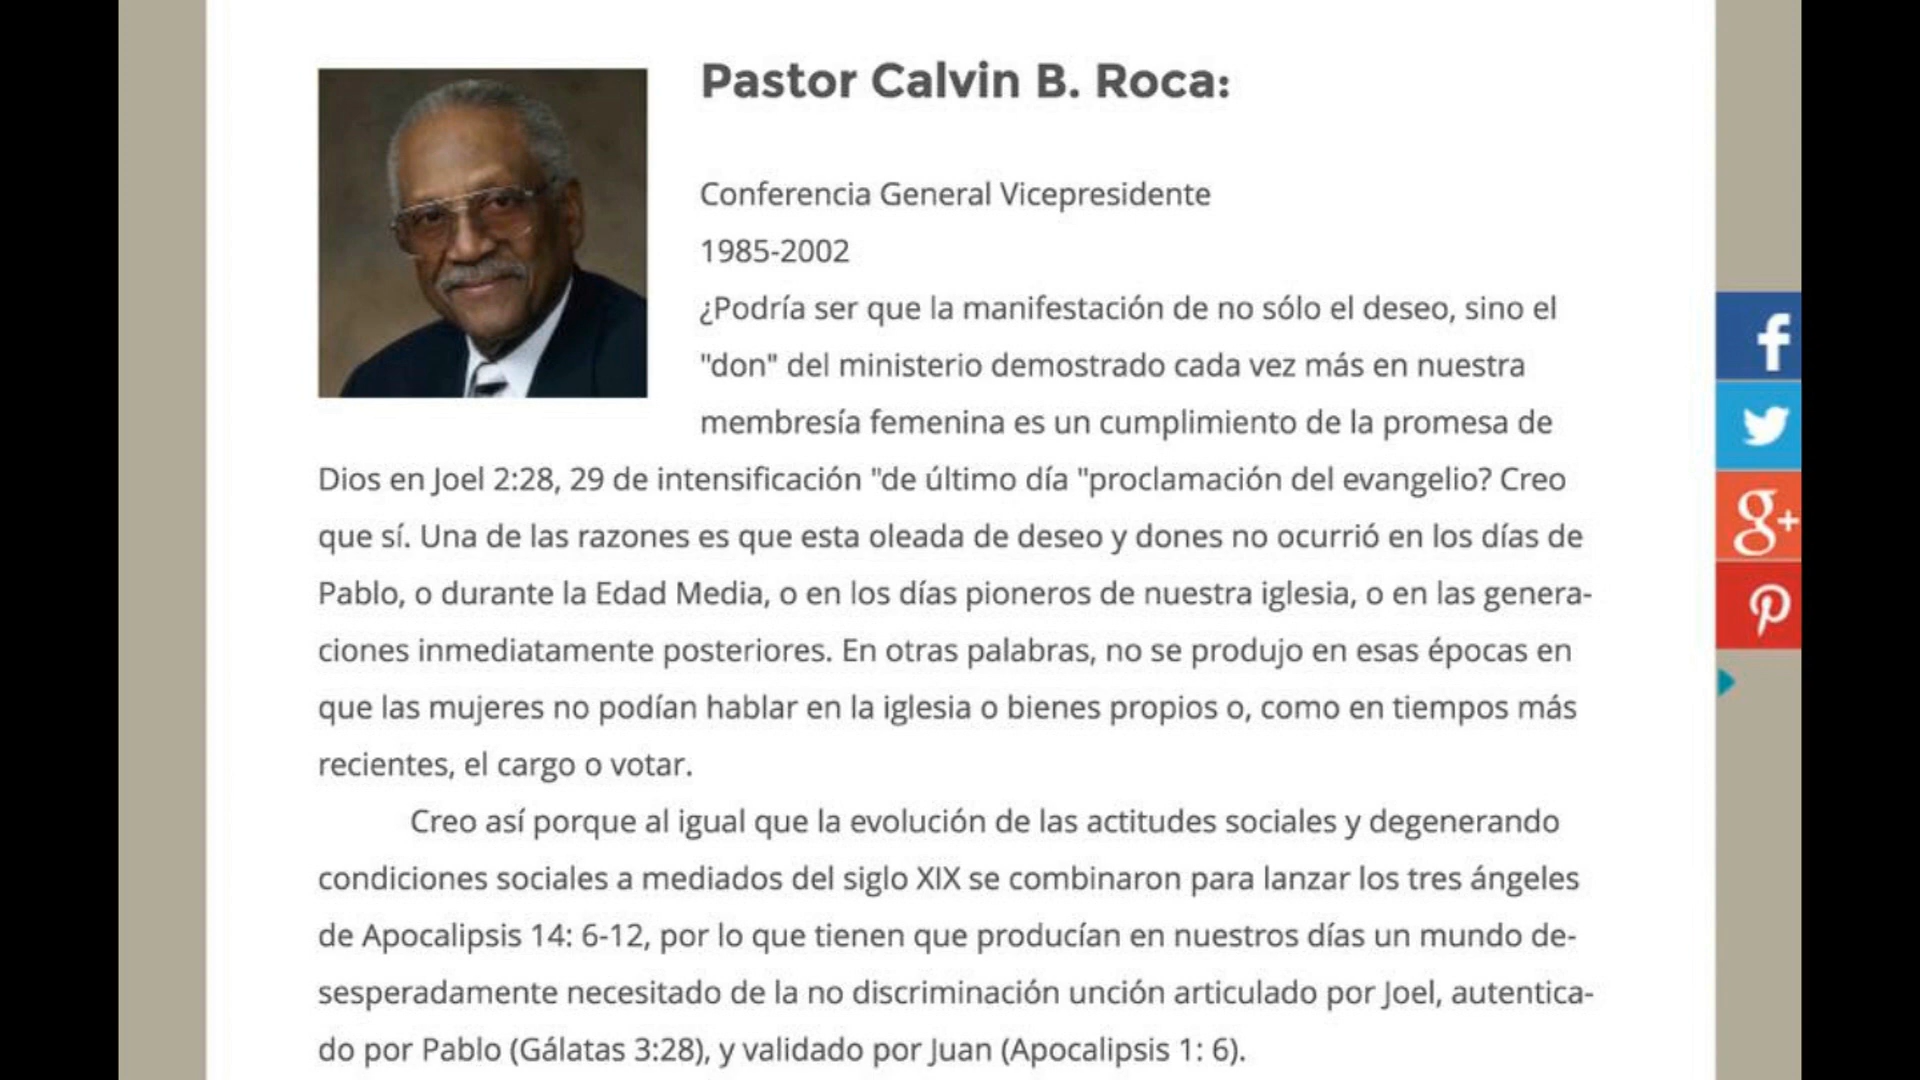 Pastor Calvin B. Roca:
Conferencia General Vicepresidente
1985-2002
¿Podría ser que la manifestación de no sólo el deseo, sino el
"don" del ministerio demostrado cada vez más en nuestra
membresía femenina es un cumplimiento de la promesa de
Dios en Joel 2:28, 29 de intensificación "de último día "proclamación del evangelio? Creo
que sí. Una de las razones es que esta oleada de deseo y dones no ocurrió en los días de
Pablo, o durante la Edad Media, o en los días pioneros de nuestra iglesia, o en las genera-
ciones inmediatamente posteriores. En otras palabras, no se produjo en esas épocas en
que las mujeres no podían hablar en la iglesia o bienes propios o, como en tiempos más
recientes, el cargo o votar.
Creo así porque al igual que la evolución de las actitudes sociales y degenerando
condiciones sociales a mediados del siglo XIX se combinaron para lanzar los tres ángeles
de Apocalipsis 14: 6-12, por lo que tienen que producían en nuestros días un mundo de-
sesperadamente necesitado de la no discriminación unción articulado por Joel, autentica-
do por Pablo (Gálatas 3:28), y validado por Juan (Apocalipsis 1: 6).
f
g+